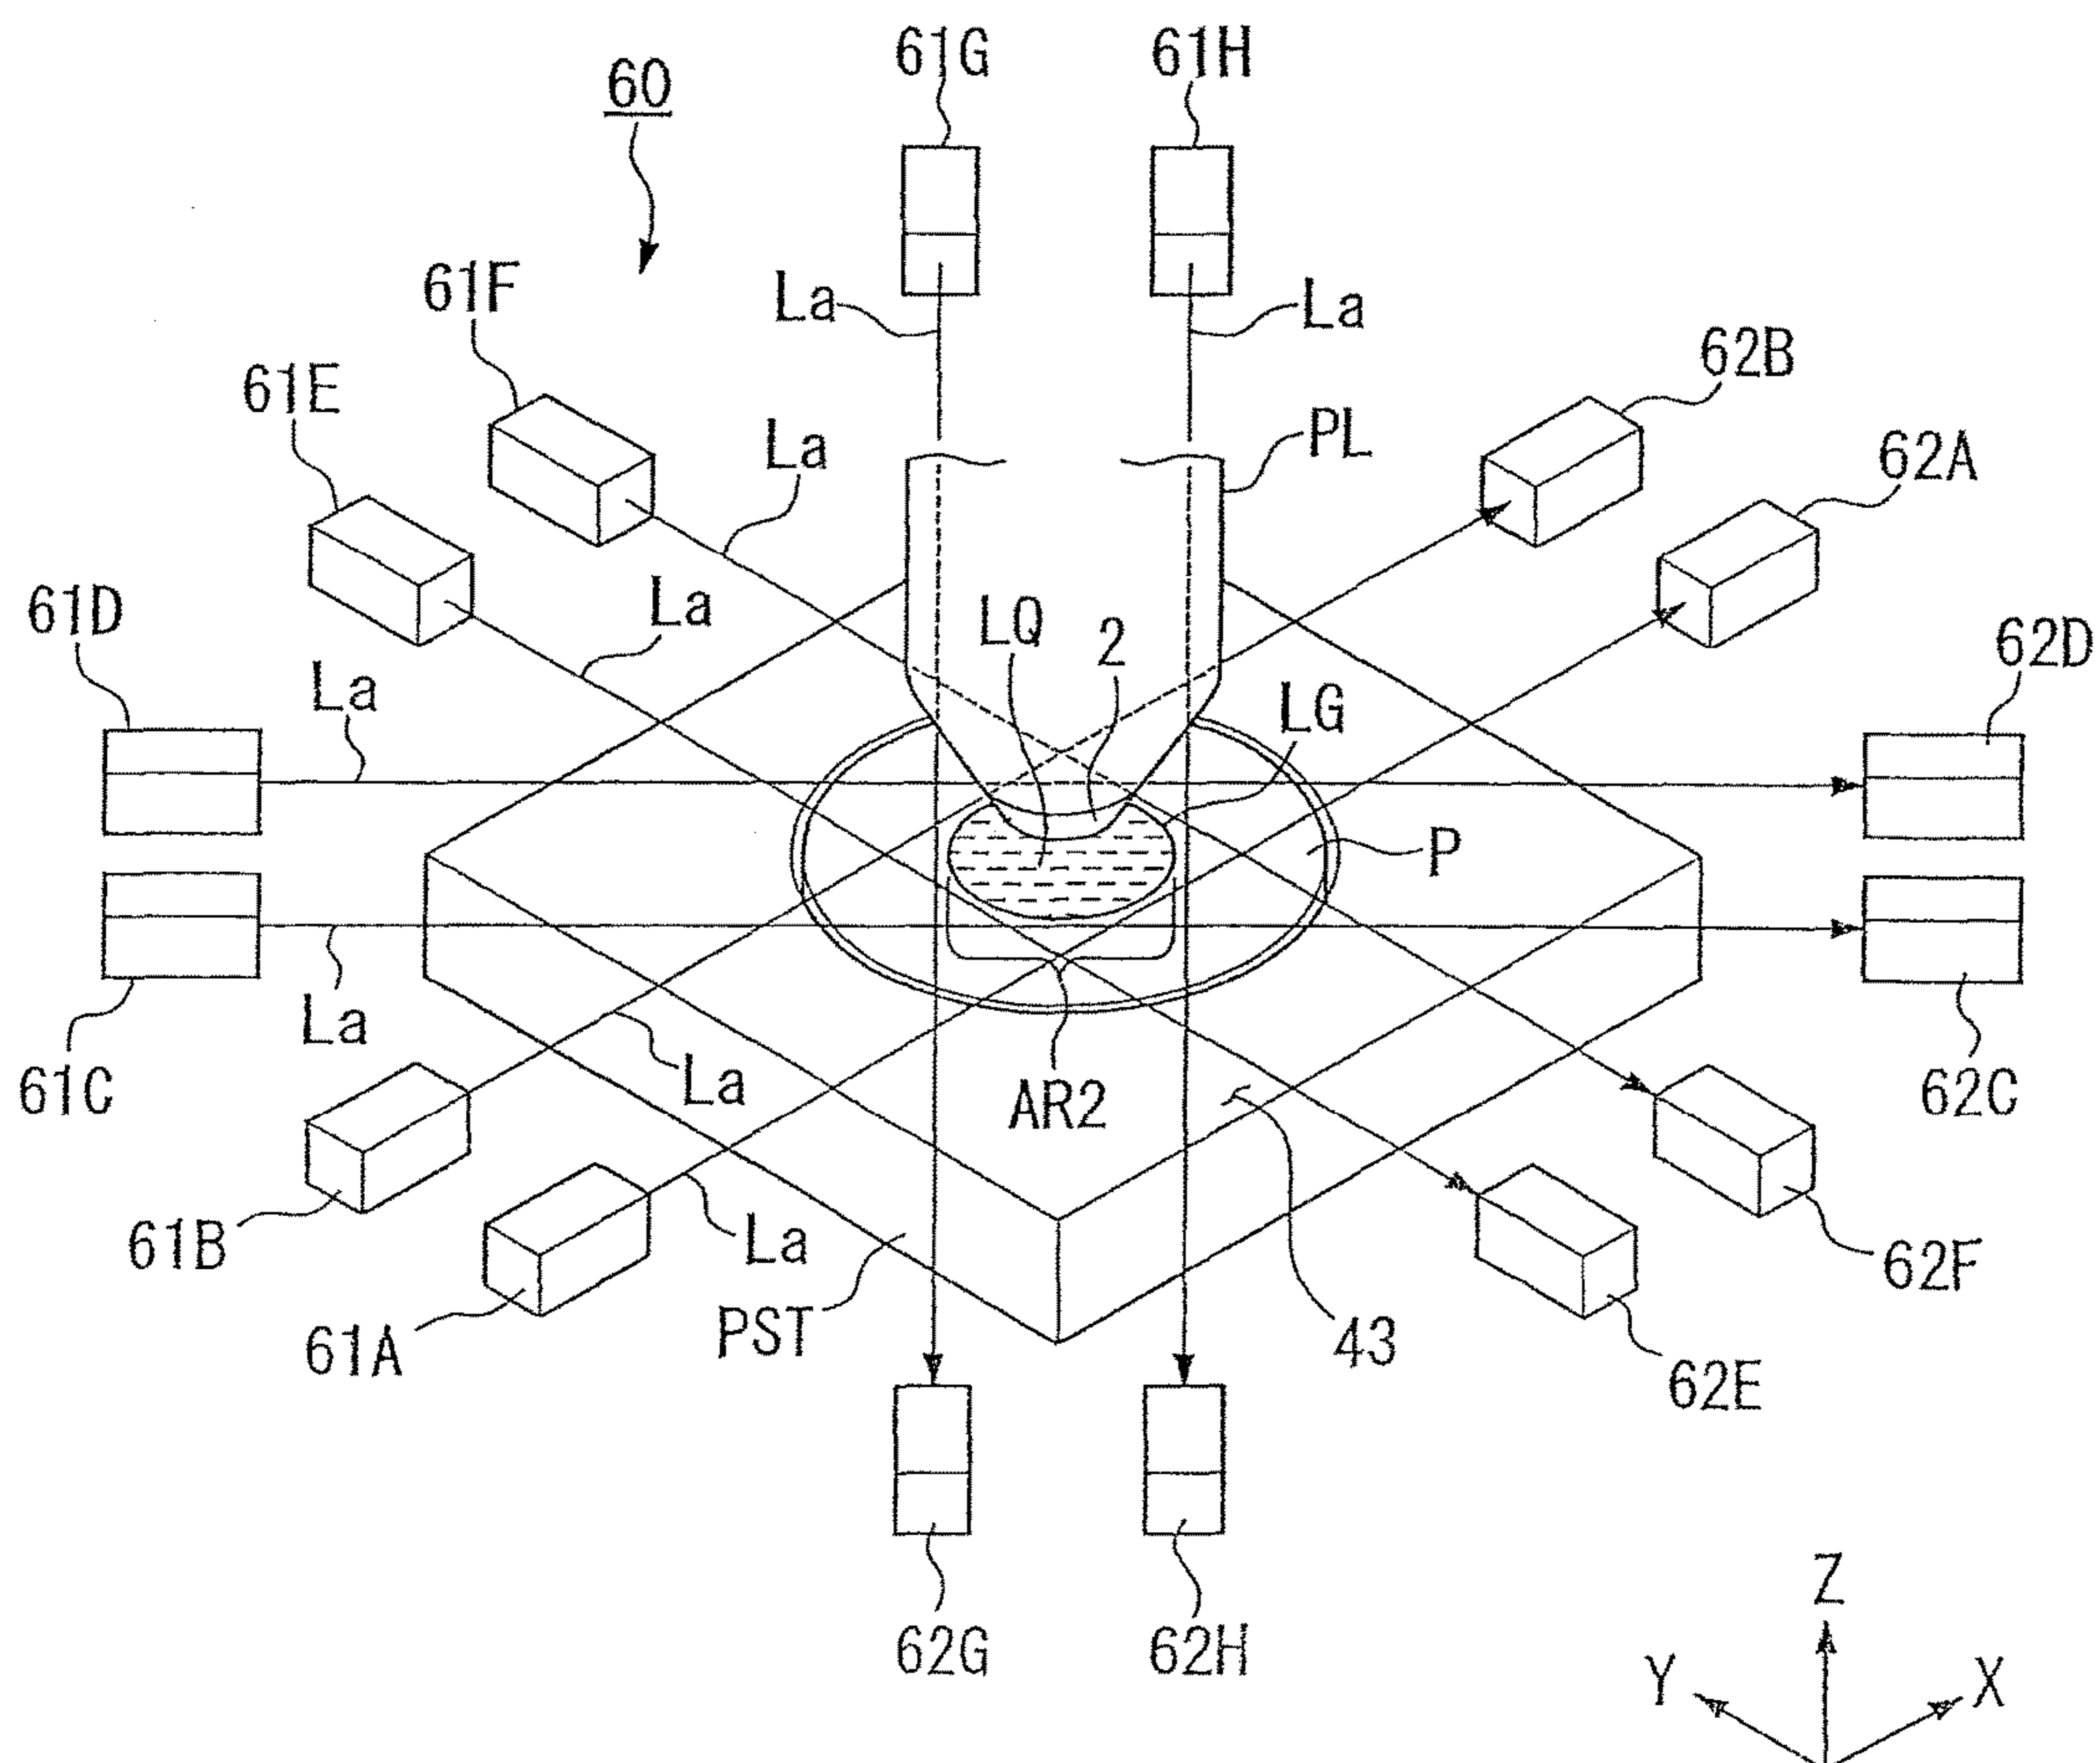 61G 61H
60
61F La La
62B
61E La PL
62A
61D La LQ 2 62D
La LG
P
La
61C La AR2 62C
61B La 62F
61A PST 43 62E
62G 62H
Z
Y X